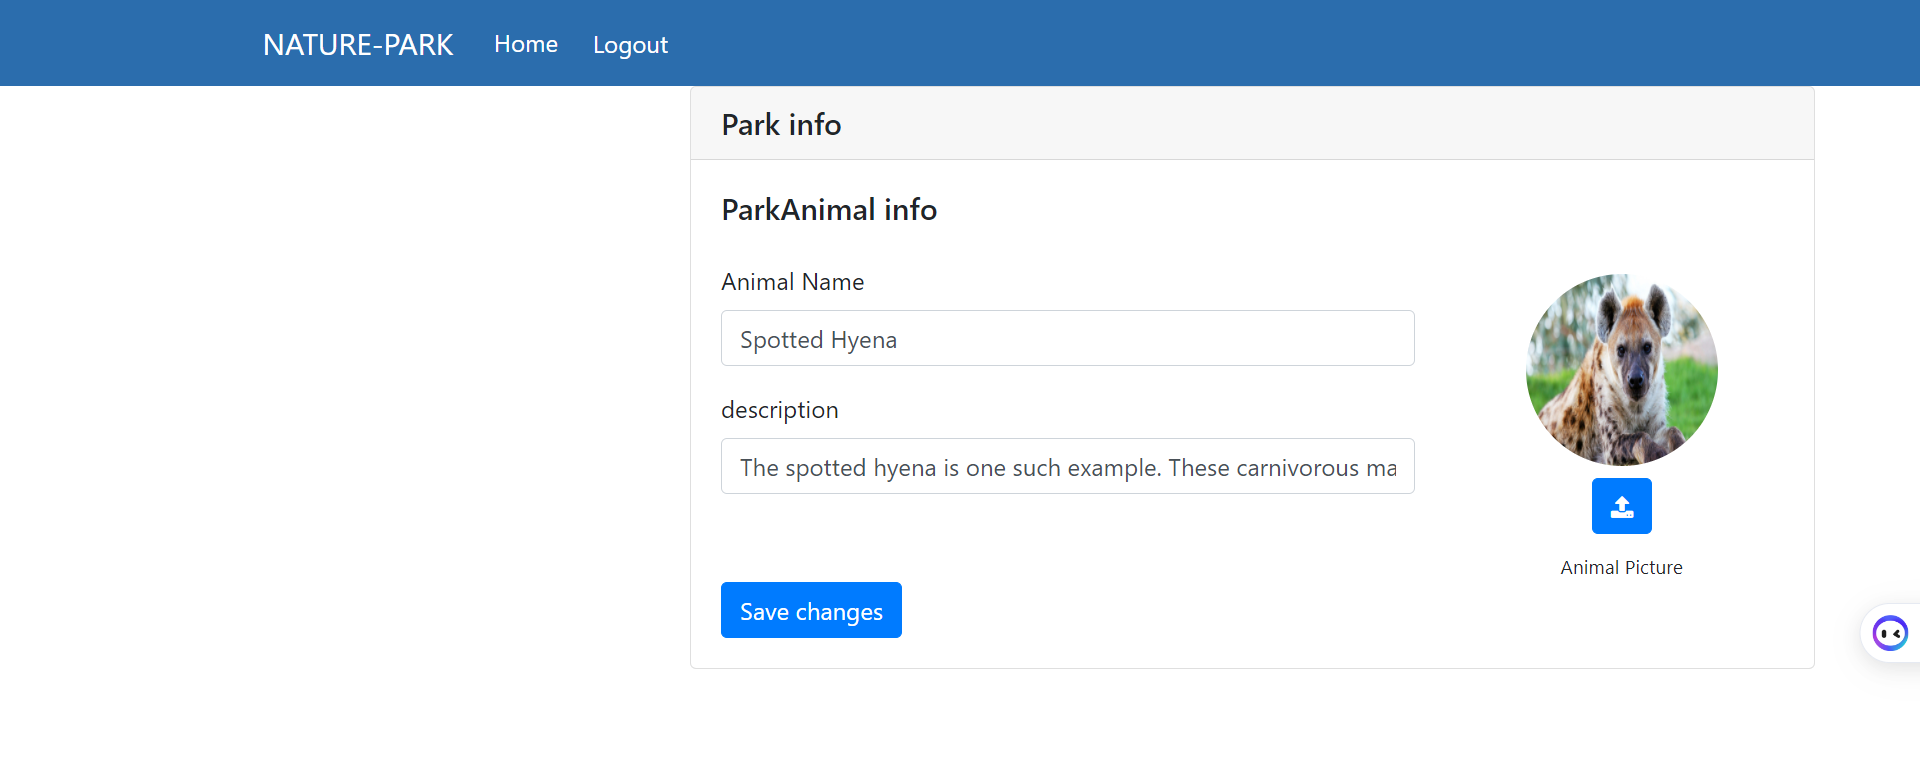 NATURE-PARK Home Logout
Park info
ParkAnimal info
Animal Name
Spotted Hyena
description
The spotted hyena is one such example. These carnivorous ma
Animal Picture
Save changes